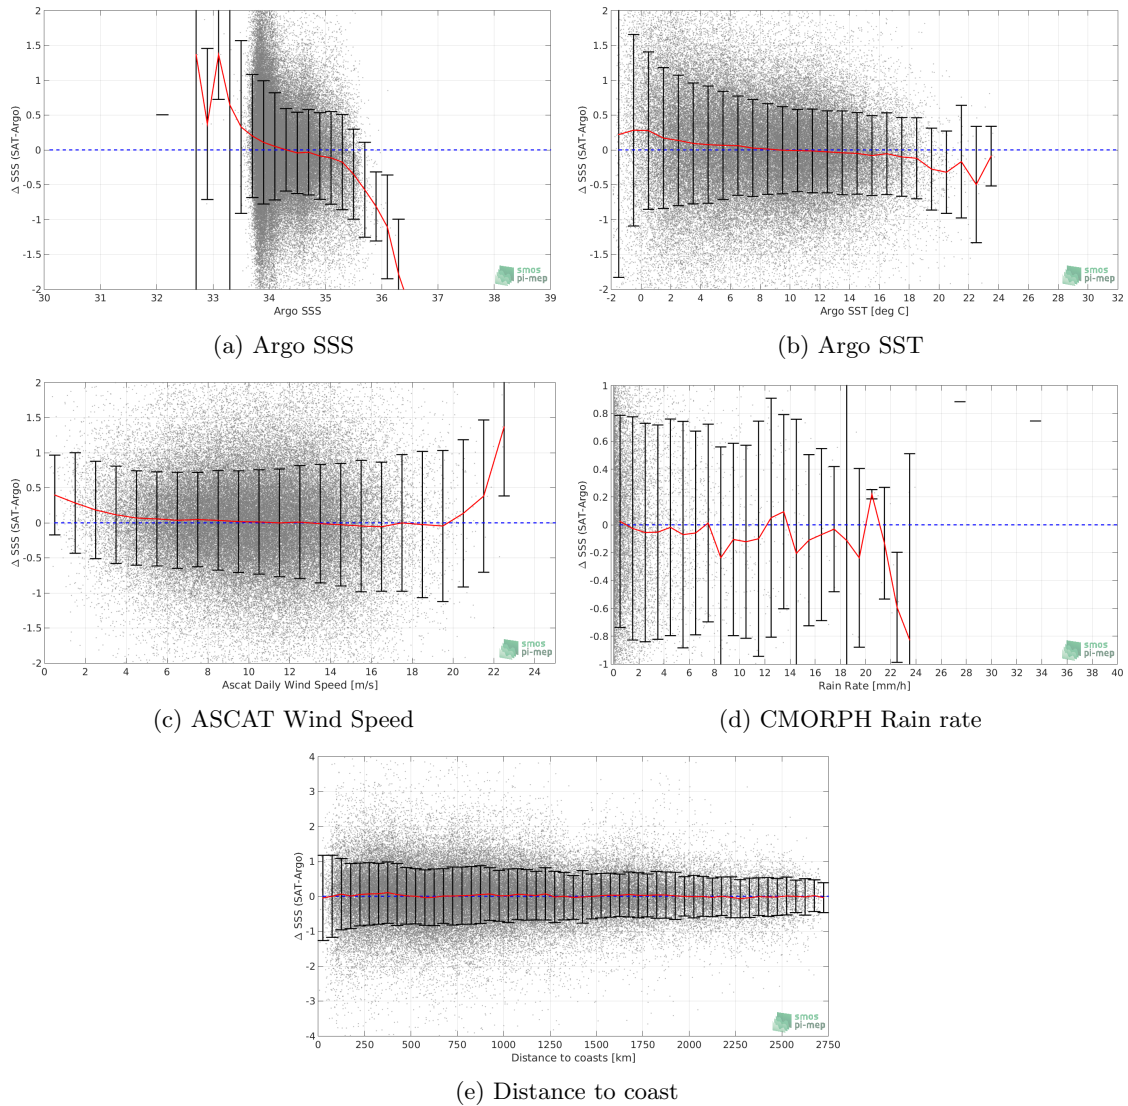 2
1.5
1
0.5
0
-0.5
-1
-1.5
-2
Δ SSS (SAT-Argo)
30 31 32 33 34 35 36 37 38 39
Argo SSS
smos
pi-mep
(a) Argo SSS
2
1.5
1
0.5
0
-0.5
-1
-1.5
-2
Δ SSS (SAT-Argo)
-2 0 2 4 6 8 10 12 14 16 18 20 22 24 26 28 30 32
Argo SST [deg C]
smos
pi-mep
(b) Argo SST
2
1.5
1
0.5
0
-0.5
-1
-1.5
-2
Δ SSS (SAT-Argo)
0 2 4 6 8 10 12 14 16 18 20 22 24
Ascat Daily Wind Speed [m/s]
smos
pi-mep
(c) ASCAT Wind Speed
1
0.8
0.6
0.4
0.2
0
-0.2
-0.4
-0.6
-0.8
-1
Δ SSS (SAT-Argo)
0 2 4 6 8 10 12 14 16 18 20 22 24 26 28 30 32 34 36 38 40
Rain Rate [mm/h]
smos
pi-mep
(d) CMORPH Rain rate
4
3
2
1
0
-1
-2
-3
-4
Δ SSS (SAT-Argo)
0 250 500 750 1000 1250 1500 1750 2000 2250 2500 2750
Distance to coasts [km]
smos
pi-mep
(e) Distance to coast